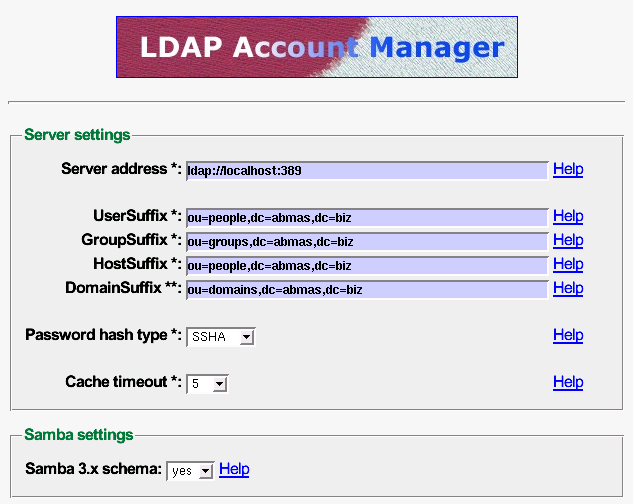 LDAP Account Manager
Server settings
Server address *: ldap://localhost:389 Help
UserSuffix *: ou=people,dc=abmas,dc=biz Help
GroupSuffix *: ou=groups,dc=abmas,dc=biz Help
HostSuffix *: ou=people,dc=abmas,dc=biz Help
DomainSuffix **: ou=domains,dc=abmas,dc=biz Help
Password hash type *: SSHA Help
Cache timeout *: 5 Help
Samba settings
Samba 3.x schema: yes Help